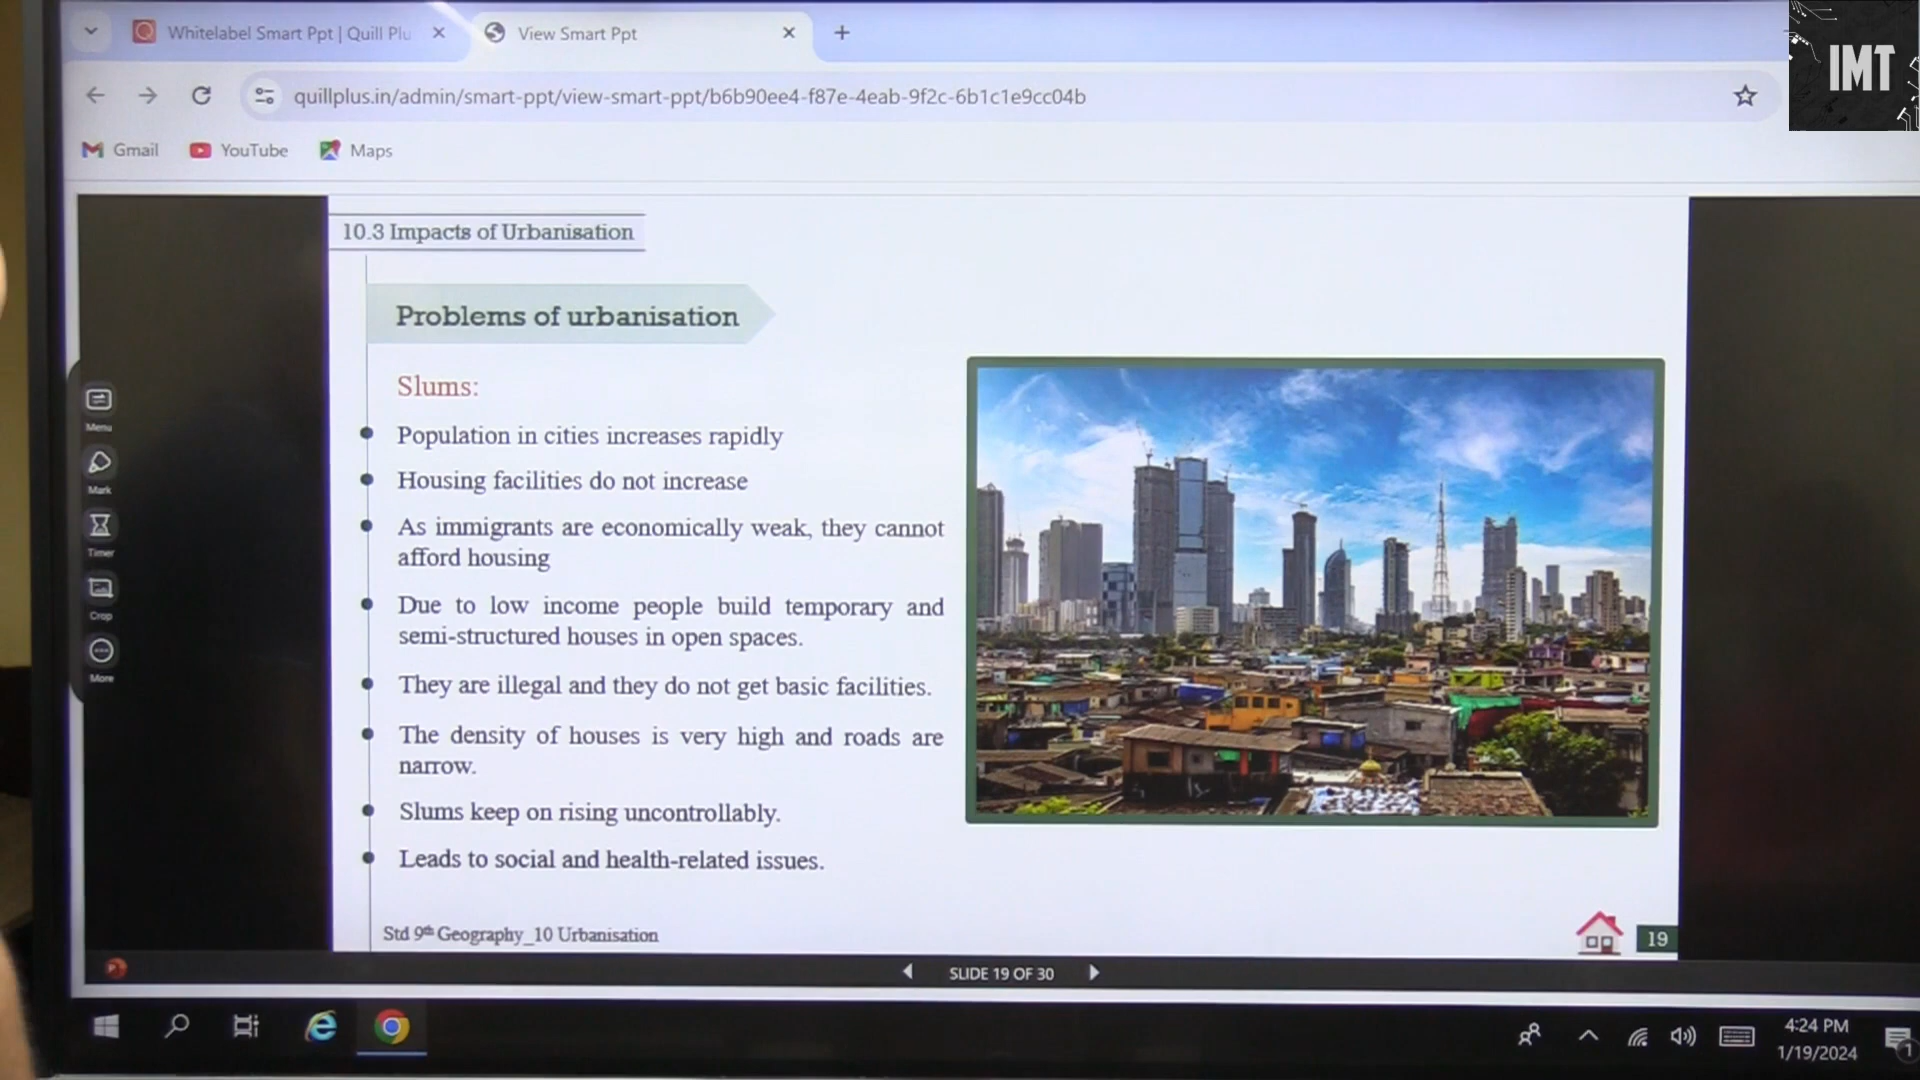 Whitelabel Smart Ppt | Quill Plu
View Smart Ppt
IMT
quillplus.in/admin/smart-ppt/view-smart-ppt/b6b90ee4-f87e-4eab-9f2c-6b1c1e9cc04b
Gmail
YouTube
Maps
10.3 Impacts of Urbanisation
Problems of urbanisation
Slums:
Population in cities increases rapidly
Housing facilities do not increase
As immigrants are economically weak, they cannot
afford housing
Due to low income people build temporary and
semi-structured houses in open spaces.
They are illegal and they do not get basic facilities.
The density of houses is very high and roads are
narrow.
Slums keep on rising uncontrollably.
Leads to social and health-related issues.
Menu
Mark
Timer
Crop
More
Std 9th Geography_10 Urbanisation
19
SLIDE 19 OF 30
4:24 PM
1/19/2024
1